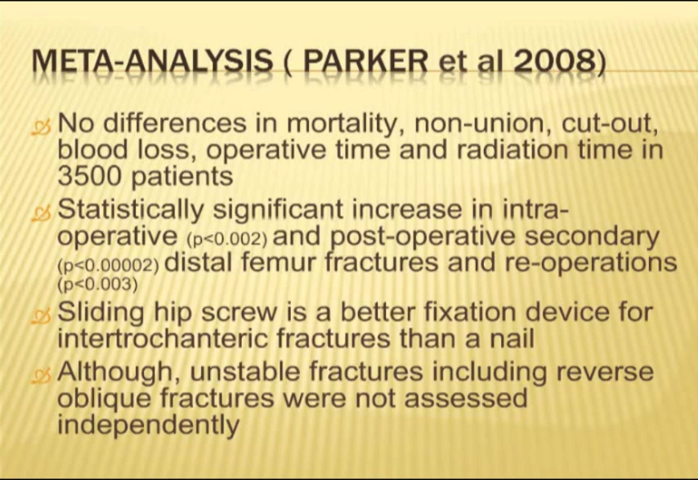 META-ANALYSIS ( PARKER et al 2008)
No differences in mortality, non-union, cut-out,
blood loss, operative time and radiation time in
3500 patients
Statistically significant increase in intra-
operative (p<0.002) and post-operative secondary
(p<0.00002) distal femur fractures and re-operations
(p<0.003)
Sliding hip screw is a better fixation device for
intertrochanteric fractures than a nail
Although, unstable fractures including reverse
oblique fractures were not assessed
independently